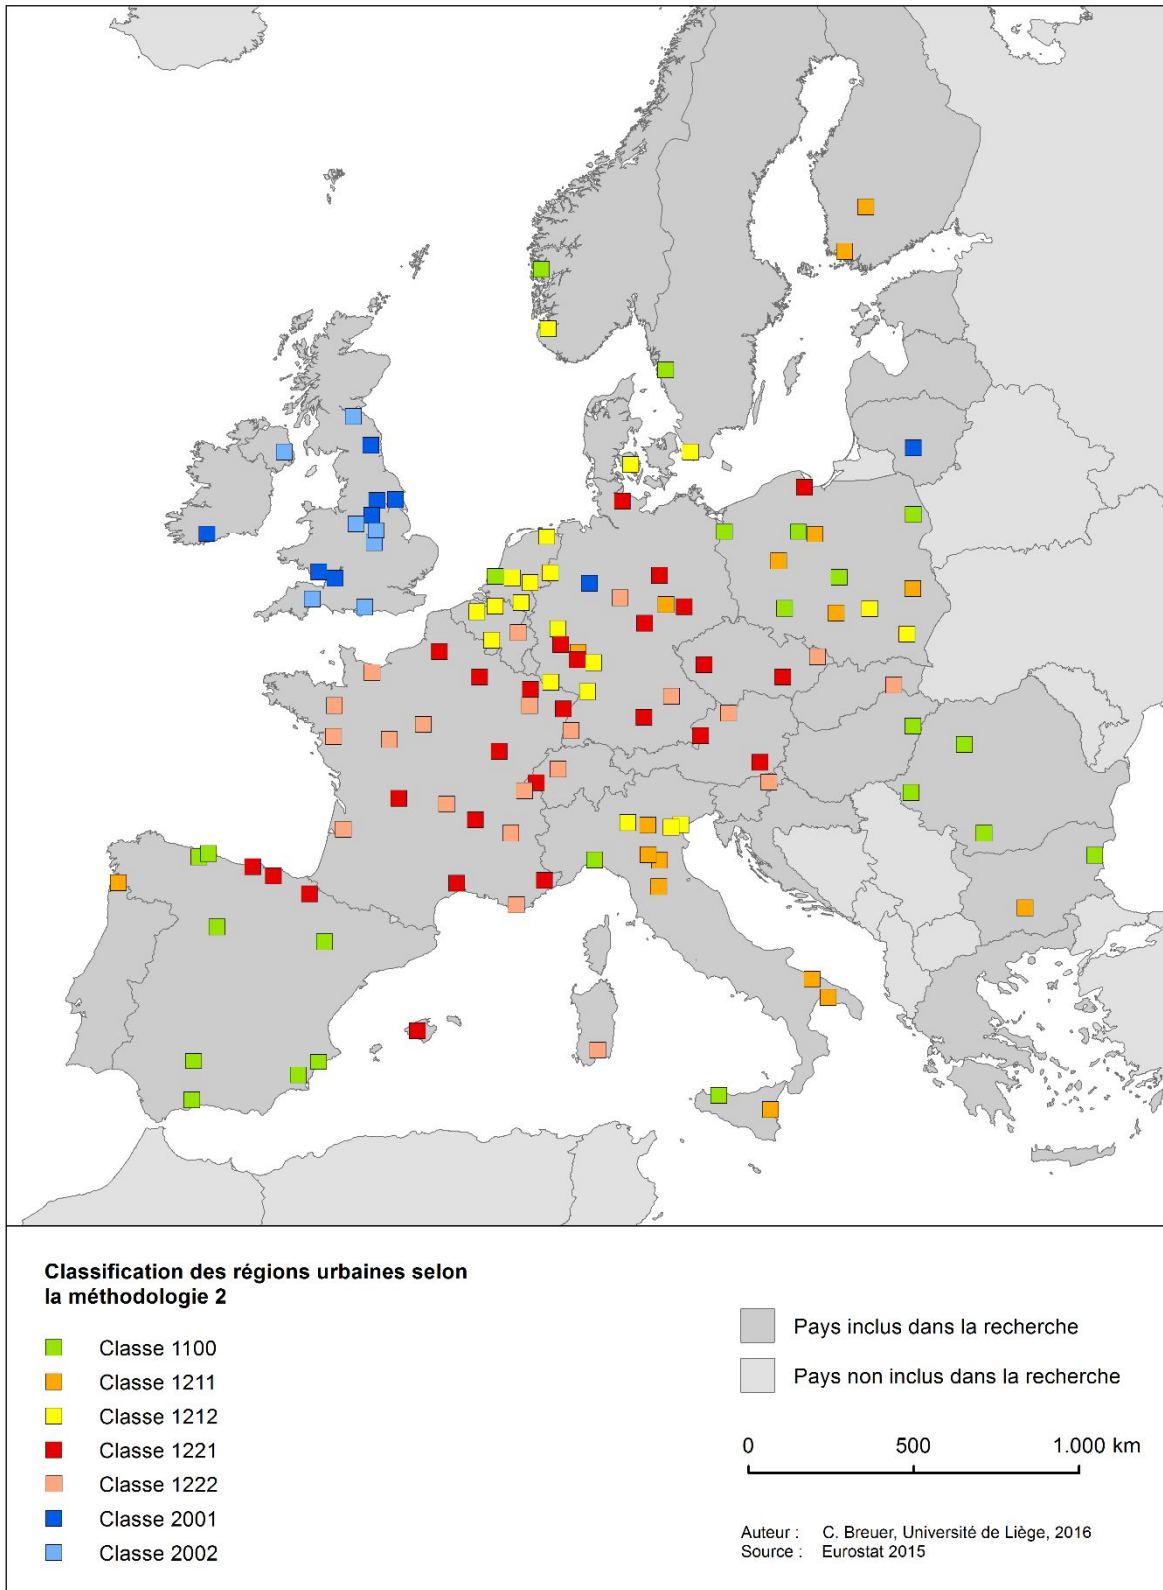 Classification des régions urbaines selon
la méthodologie 2
Classe 1100
Classe 1211
Classe 1212
Classe 1221
Classe 1222
Classe 2001
Classe 2002
Pays inclus dans la recherche
Pays non inclus dans la recherche
0 500 1.000 km
Auteur : C. Breuer, Université de Liège, 2016
Source : Eurostat 2015